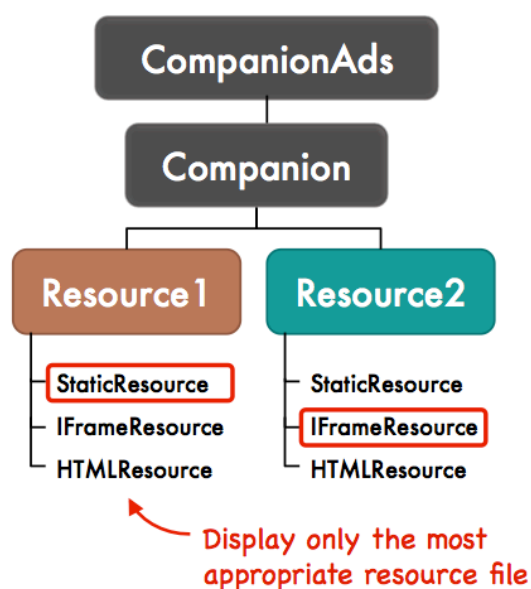 CompanionAds
Companion
Resource1
Resource2
StaticResource
IFrameResource
HTMLResource
StaticResource
IFrameResource
HTMLResource
Display only the most
appropriate resource file